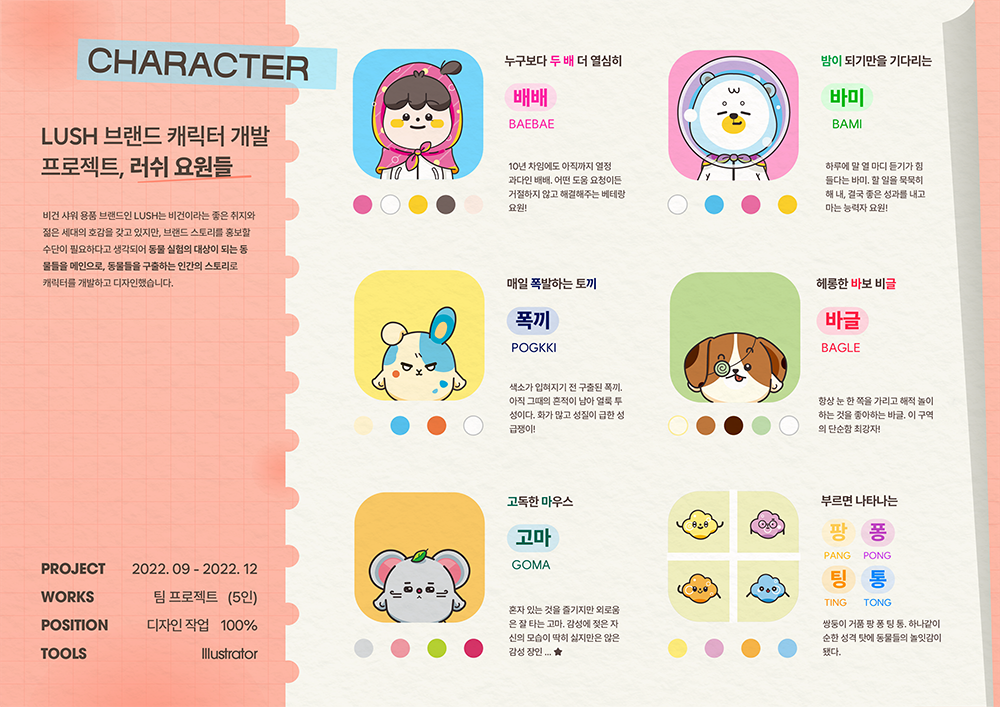 CHARACTER
LUSH 브랜드 캐릭터 개발
프로젝트, 러쉬 요원들
비건 샤워 용품 브랜드인 LUSH는 비건이라는 좋은 취지와
젊은 세대의 호감을 갖고 있지만, 브랜드 스토리를 홍보할
수단이 필요하다고 생각되어 동물 실험의 대상이 되는 동
물들을 메인으로, 동물들을 구출하는 인간의 스토리로
캐릭터를 개발하고 디자인했습니다.
PROJECT 2022. 09 - 2022. 12
WORKS 팀 프로젝트 (5인)
POSITION 디자인 작업 100%
TOOLS Illustrator
누구보다 두 배 더 열심히
배배
BAEBAE
10년 차임에도 아직까지 열정
과다인 배배. 어떤 도움 요청이든
거절하지 않고 해결해주는 베테랑
요원!
밤이 되기만을 기다리는
바미
BAMI
하루에 말 열 마디 듣기가 힘
들다는 바미. 할 일을 묵묵히
해 내, 결국 좋은 성과를 내고
마는 능력자 요원!
매일 폭발하는 토끼
폭끼
POGKKI
색소가 입혀지기 전 구출된 폭끼.
아직 그때의 흔적이 남아 얼룩 투
성이다. 화가 많고 성질이 급한 성
급쟁이!
헤롱한 바보 비글
바글
BAGLE
항상 눈 한 쪽을 가리고 해적 놀이
하는 것을 좋아하는 바글. 이 구역
의 단순함 최강자!
고독한 마우스
고마
GOMA
혼자 있는 것을 즐기지만 외로움
은 잘 타는 고마. 감성에 젖은 자
신의 모습이 딱히 싫지만은 않은
감성 장인 ... ★
부르면 나타나는
팡 퐁
PANG PONG
팅 통
TING TONG
쌍둥이 거품 팡 퐁 팅 통. 하나같이
순한 성격 탓에 동물들의 놀잇감이
됐다.